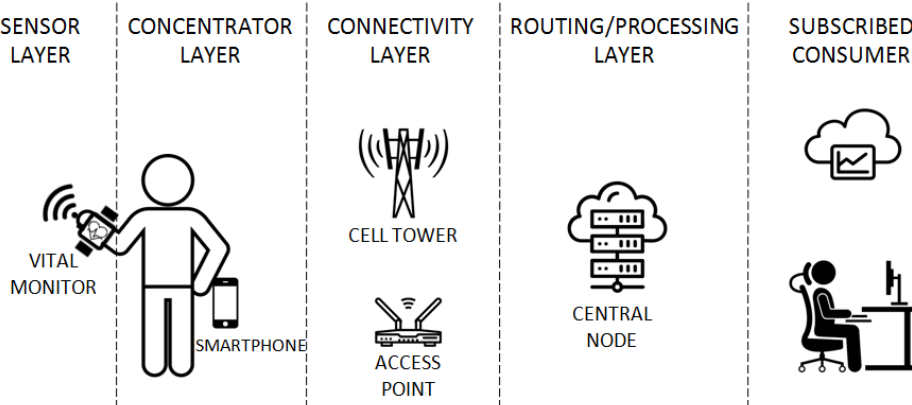 SENSOR
LAYER
CONCENTRATOR
LAYER
CONNECTIVITY
LAYER
ROUTING/PROCESSING
LAYER
SUBSCRIBED
CONSUMER
VITAL
MONITOR
SMARTPHONE
CELL TOWER
ACCESS
POINT
CENTRAL
NODE